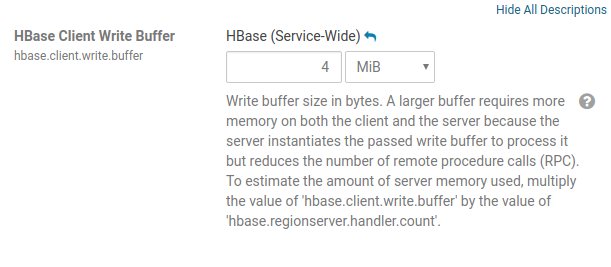 Hide All Descriptions
HBase Client Write Buffer
hbase.client.write.buffer
HBase (Service-Wide)
4 MiB
Write buffer size in bytes. A larger buffer requires more
memory on both the client and the server because the
server instantiates the passed write buffer to process it
but reduces the number of remote procedure calls (RPC).
To estimate the amount of server memory used, multiply
the value of 'hbase.client.write.buffer' by the value of
'hbase.regionserver.handler.count'.
?